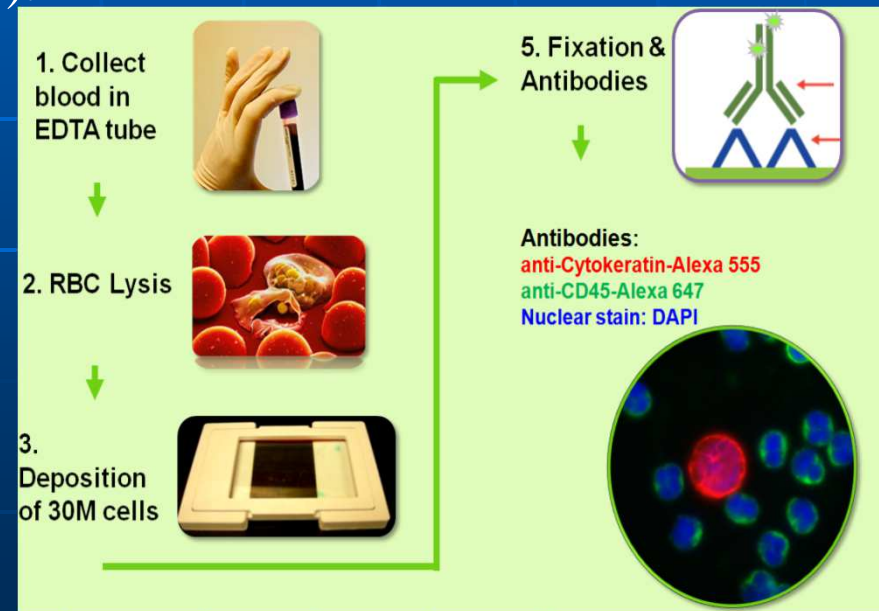 1. Collect
blood in
EDTA tube
2. RBC Lysis
3.
Deposition
of 30M cells
5. Fixation &
Antibodies
Antibodies:
anti-Cytokeratin-Alexa 555
anti-CD45-Alexa 647
Nuclear stain: DAPI